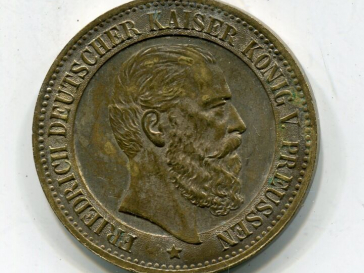 FRIEDRICH DEUTSCHER KAISER KÖNIG V. PREUSSEN